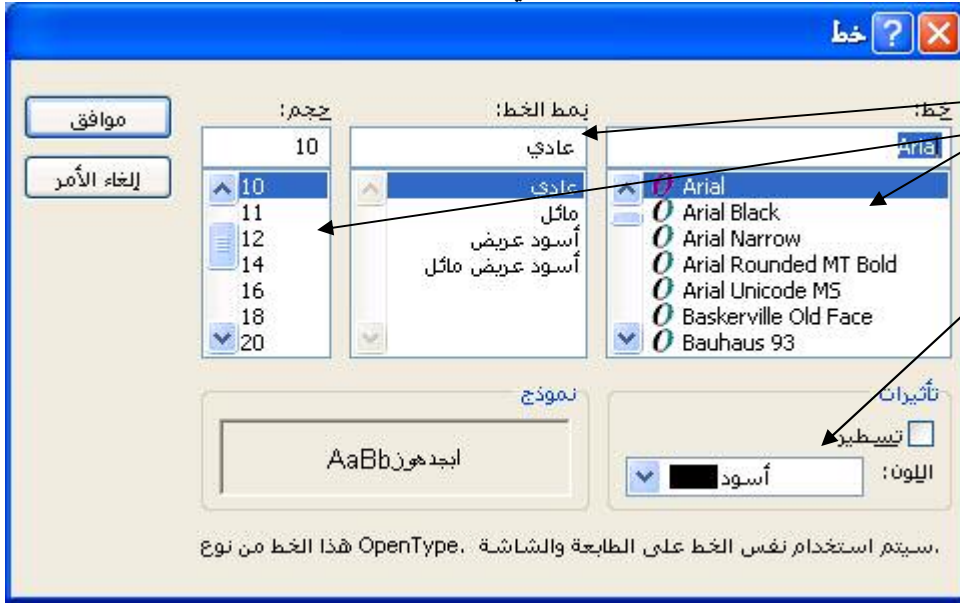 خط
خط:
نمط الخط:
حجم:
موافق
Arial
عادي
10
إلغاء الأمر
Arial
Arial Black
Arial Narrow
Arial Rounded MT Bold
Arial Unicode MS
Baskerville Old Face
Bauhaus 93
عادي
مائل
أسود عريض
أسود عريض مائل
10
11
12
14
16
18
20
تأثيرات
تسطير
اللون:
أسود
نموذج
AaBbابجدهوز
سيتم استخدام نفس الخط على الطابعة والشاشة .OpenType هذا الخط من نوع.